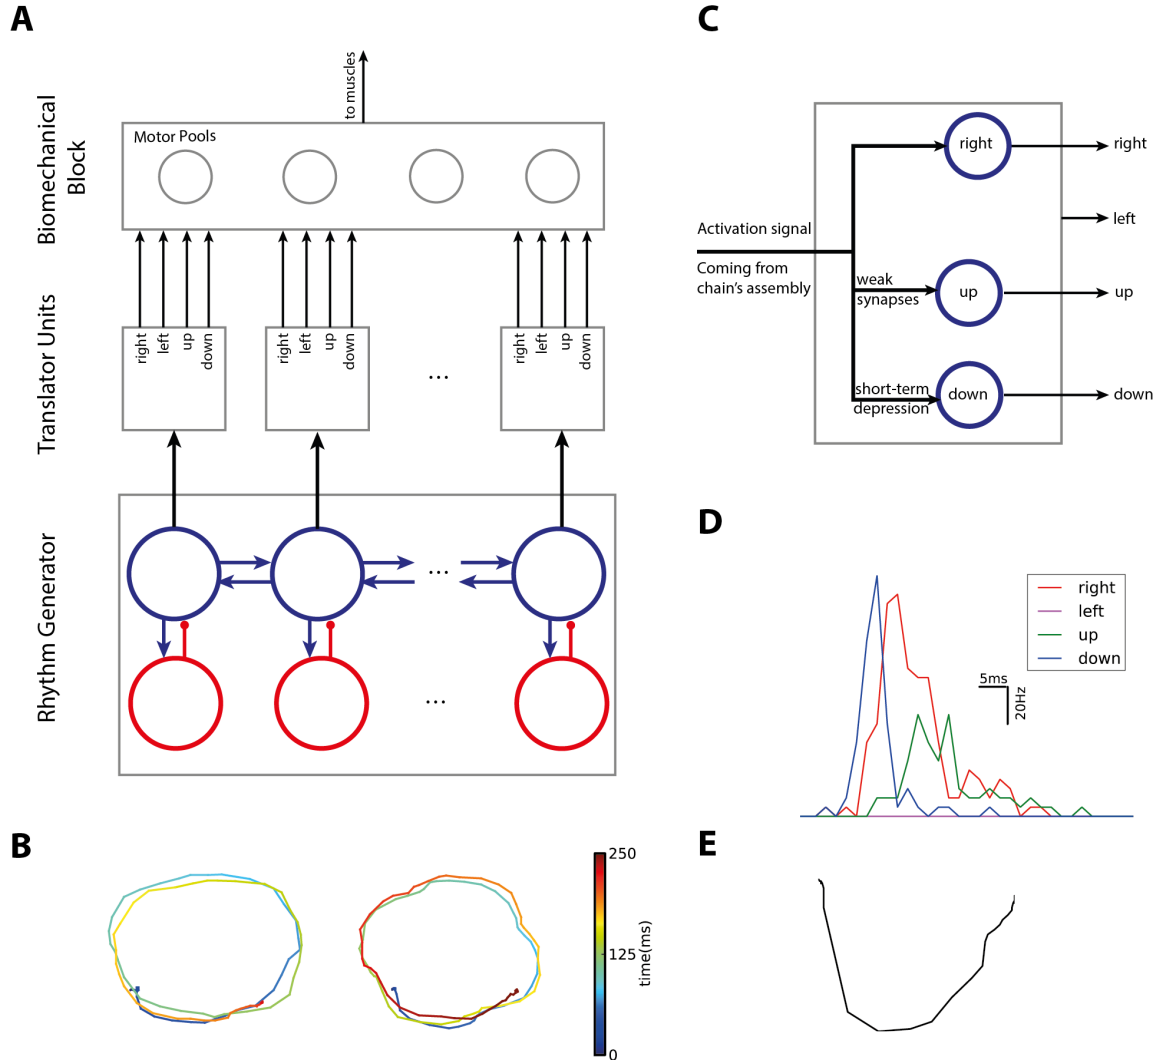 A
Biomechanical
Block
to muscles
Motor Pools
Translator Units
right
left
up
down
right
left
up
down
...
right
left
up
down
Rhythm Generator
...
...
B
250
125
0
time(ms)
C
Activation signal
Coming from
chain's assembly
right
weak
synapses
up
short-term
depression
down
right
left
up
down
D
right
left
up
down
5ms
20Hz
E